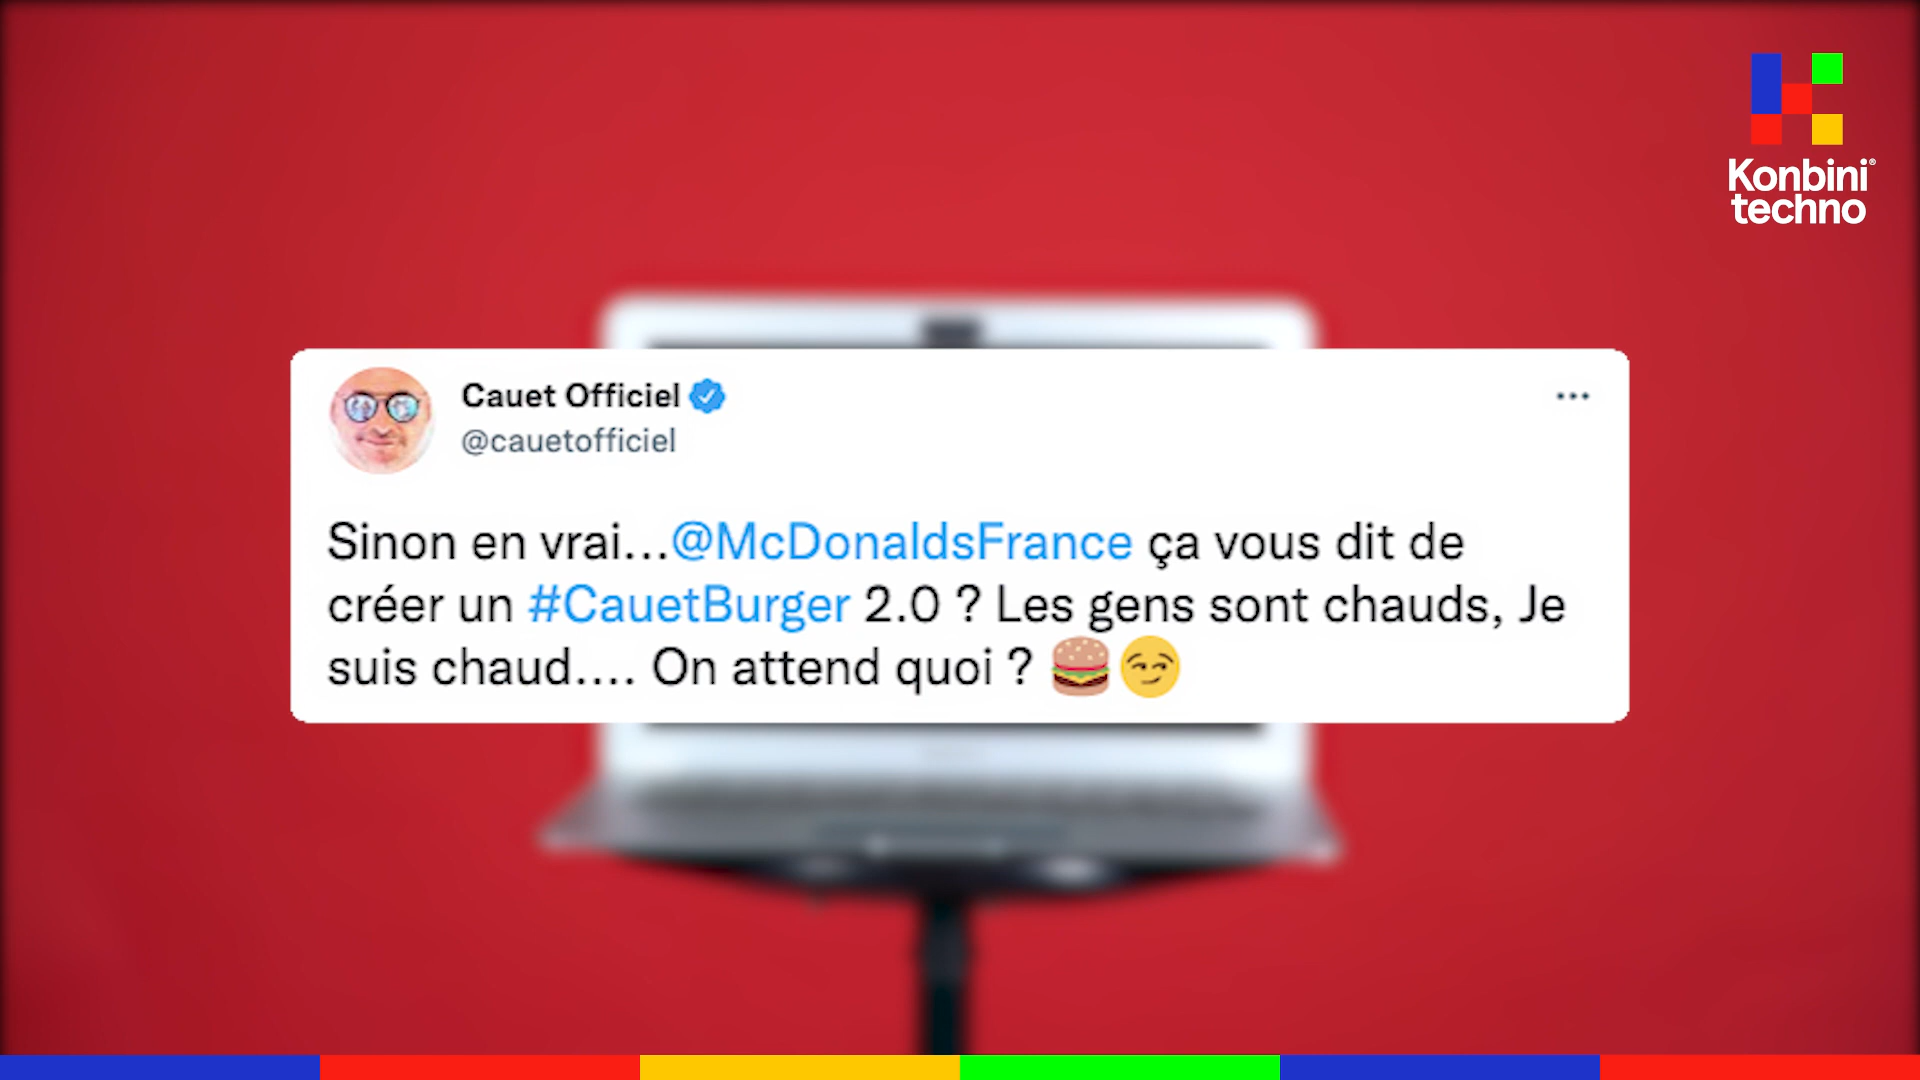 Konbini®
techno
Cauet Officiel
@cauetofficiel
Sinon en vrai...@McDonaldsFrance ça vous dit de
créer un #CauetBurger 2.0 ? Les gens sont chauds, Je
suis chaud.... On attend quoi ? 🍔😏